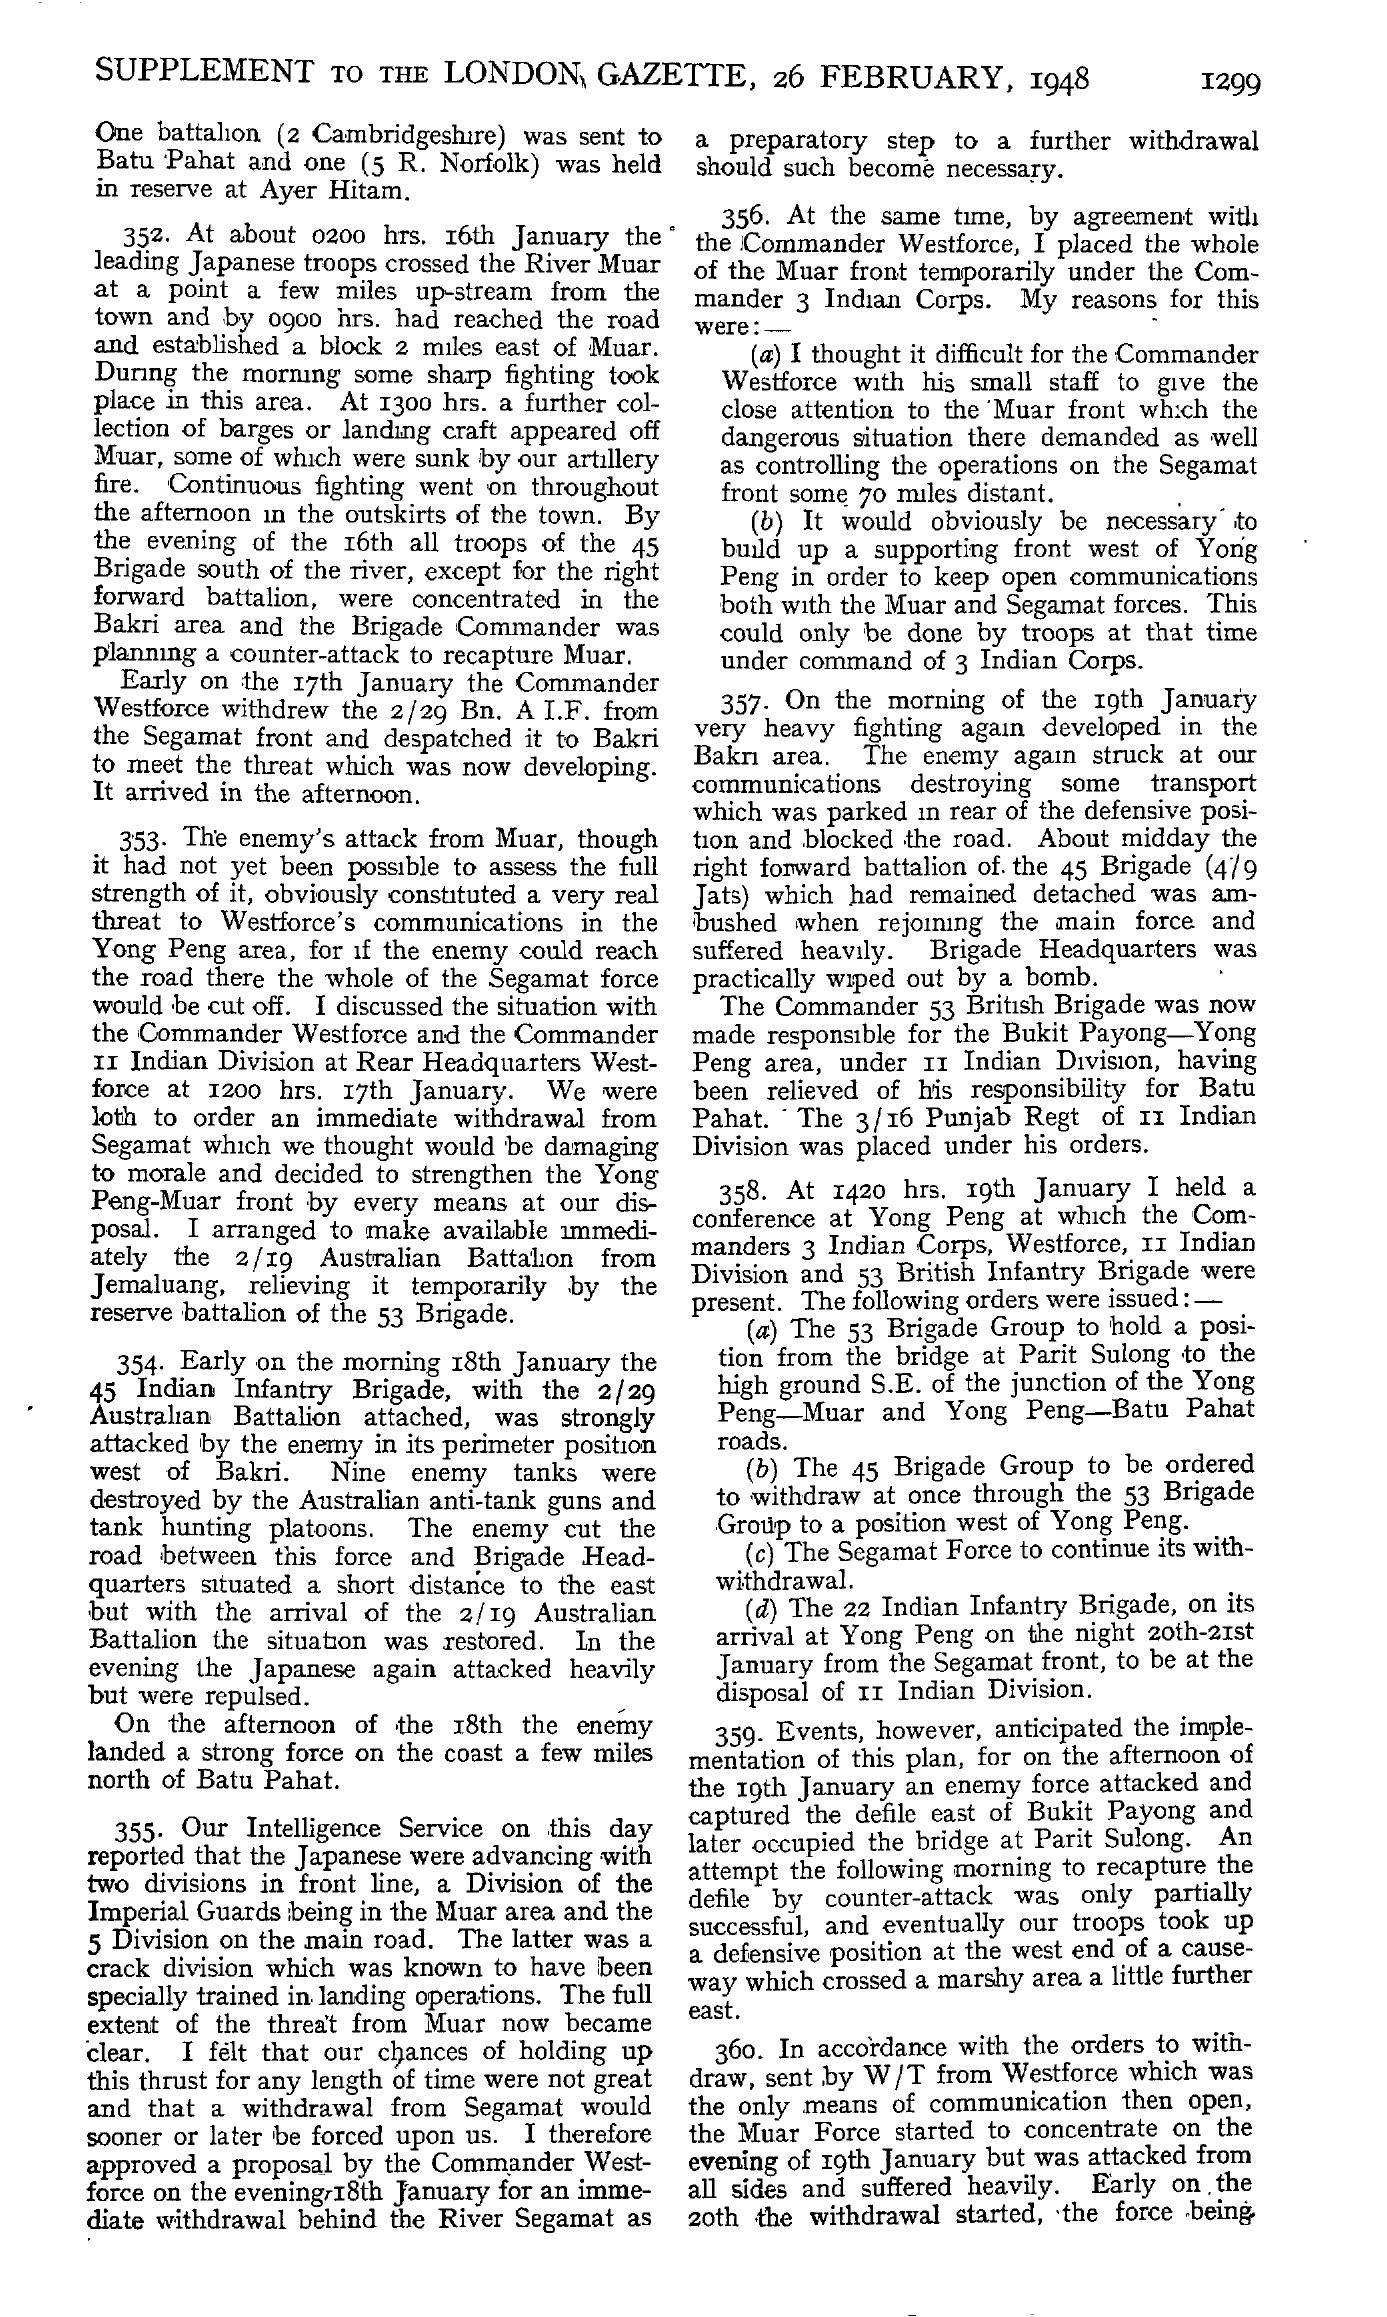 SUPPLEMENT TO THE LONDON GAZETTE, 26 FEBRUARY, 1948 1299
One battalion (2 Cambridgeshire) was sent to
Batu Pahat and one (5 R. Norfolk) was held
in reserve at Ayer Hitam.
352. At about 0200 hrs. 16th January the
leading Japanese troops crossed the River Muar
at a point a few miles up-stream from the
town and by 0900 hrs. had reached the road
and established a block 2 miles east of Muar.
During the morning some sharp fighting took
place in this area. At 1300 hrs. a further col-
lection of barges or landing craft appeared off
Muar, some of which were sunk by our artillery
fire. Continuous fighting went on throughout
the afternoon in the outskirts of the town. By
the evening of the 16th all troops of the 45
Brigade south of the river, except for the right
forward battalion, were concentrated in the
Bakri area and the Brigade Commander was
planning a counter-attack to recapture Muar.
Early on the 17th January the Commander
Westforce withdrew the 2/29 Bn. A I.F. from
the Segamat front and despatched it to Bakri
to meet the threat which was now developing.
It arrived in the afternoon.
353. The enemy's attack from Muar, though
it had not yet been possible to assess the full
strength of it, obviously constituted a very real
threat to Westforce's communications in the
Yong Peng area, for if the enemy could reach
the road there the whole of the Segamat force
would be cut off. I discussed the situation with
the Commander Westforce and the Commander
11 Indian Division at Rear Headquarters West-
force at 1200 hrs. 17th January. We were
loth to order an immediate withdrawal from
Segamat which we thought would be damaging
to morale and decided to strengthen the Yong
Peng-Muar front by every means at our dis-
posal. I arranged to make available immedi-
ately the 2/19 Australian Battalion from
Jemaluang, relieving it temporarily by the
reserve battalion of the 53 Brigade.
354. Early on the morning 18th January the
45 Indian Infantry Brigade, with the 2/29
Australian Battalion attached, was strongly
attacked by the enemy in its perimeter position
west of Bakri. Nine enemy tanks were
destroyed by the Australian anti-tank guns and
tank hunting platoons. The enemy cut the
road between this force and Brigade Head-
quarters situated a short distance to the east
but with the arrival of the 2/19 Australian
Battalion the situation was restored. In the
evening the Japanese again attacked heavily
but were repulsed.
On the afternoon of the 18th the enemy
landed a strong force on the coast a few miles
north of Batu Pahat.
355. Our Intelligence Service on this day
reported that the Japanese were advancing with
two divisions in front line, a Division of the
Imperial Guards being in the Muar area and the
5 Division on the main road. The latter was a
crack division which was known to have been
specially trained in landing operations. The full
extent of the threat from Muar now became
clear. I felt that our chances of holding up
this thrust for any length of time were not great
and that a withdrawal from Segamat would
sooner or later be forced upon us. I therefore
approved a proposal by the Commander West-
force on the evening 18th January for an imme-
diate withdrawal behind the River Segamat as
a preparatory step to a further withdrawal
should such become necessary.
356. At the same time, by agreement with
the Commander Westforce, I placed the whole
of the Muar front temporarily under the Com-
mander 3 Indian Corps. My reasons for this
were:—
(a) I thought it difficult for the Commander
Westforce with his small staff to give the
close attention to the Muar front which the
dangerous situation there demanded as well
as controlling the operations on the Segamat
front some 70 miles distant.
(b) It would obviously be necessary to
build up a supporting front west of Yong
Peng in order to keep open communications
both with the Muar and Segamat forces. This
could only be done by troops at that time
under command of 3 Indian Corps.
357. On the morning of the 19th January
very heavy fighting again developed in the
Bakri area. The enemy again struck at our
communications destroying some transport
which was parked in rear of the defensive posi-
tion and blocked the road. About midday the
right forward battalion of the 45 Brigade (4/9
Jats) which had remained detached was am-
bushed when rejoining the main force and
suffered heavily. Brigade Headquarters was
practically wiped out by a bomb.
The Commander 53 British Brigade was now
made responsible for the Bukit Payong—Yong
Peng area, under 11 Indian Division, having
been relieved of his responsibility for Batu
Pahat. The 3/16 Punjab Regt of 11 Indian
Division was placed under his orders.
358. At 1420 hrs. 19th January I held a
conference at Yong Peng at which the Com-
manders 3 Indian Corps, Westforce, 11 Indian
Division and 53 British Infantry Brigade were
present. The following orders were issued:—
(a) The 53 Brigade Group to hold a posi-
tion from the bridge at Parit Sulong to the
high ground S.E. of the junction of the Yong
Peng—Muar and Yong Peng—Batu Pahat
roads.
(b) The 45 Brigade Group to be ordered
to withdraw at once through the 53 Brigade
Group to a position west of Yong Peng.
(c) The Segamat Force to continue its with-
withdrawal.
(d) The 22 Indian Infantry Brigade, on its
arrival at Yong Peng on the night 20th-21st
January from the Segamat front, to be at the
disposal of 11 Indian Division.
359. Events, however, anticipated the imple-
mentation of this plan, for on the afternoon of
the 19th January an enemy force attacked and
captured the defile east of Bukit Payong and
later occupied the bridge at Parit Sulong. An
attempt the following morning to recapture the
defile by counter-attack was only partially
successful, and eventually our troops took up
a defensive position at the west end of a cause-
way which crossed a marshy area a little further
east.
360. In accordance with the orders to with-
draw, sent by W/T from Westforce which was
the only means of communication then open,
the Muar Force started to concentrate on the
evening of 19th January but was attacked from
all sides and suffered heavily. Early on the
20th the withdrawal started, the force being